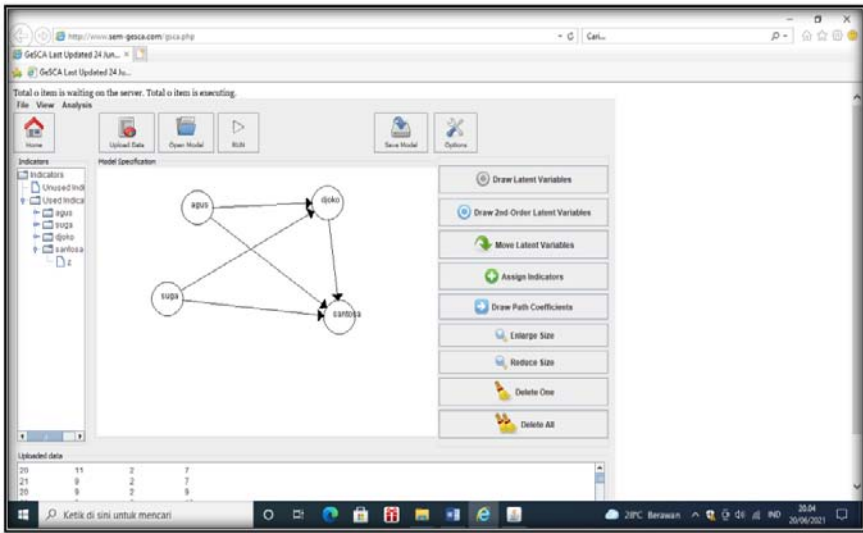 http://www.sem-gesca.com/gsca.php
Cari...
GeSCA Last Updated 24 Jun...
GeSCA Last Updated 24 Ju...
Total 0 item is waiting on the server. Total 0 item is executing.
File View Analysis
Home
Upload Data
Open Model
RUN
Save Model
Options
Indicators
Model Specification
Indicators
Unused Indi
Used Indica
agus
suga
djoko
santosa
z
agus
djoko
suga
santosa
Draw Latent Variables
Draw 2nd-Order Latent Variables
Move Latent Variables
Assign Indicators
Draw Path Coefficients
Enlarge Size
Reduce Size
Delete One
Delete All
Uploaded data
20 11 2 7
21 9 2 7
20 9 2 9
Ketik di sini untuk mencari
28°C Berawan
IND
20.04
20/06/2021